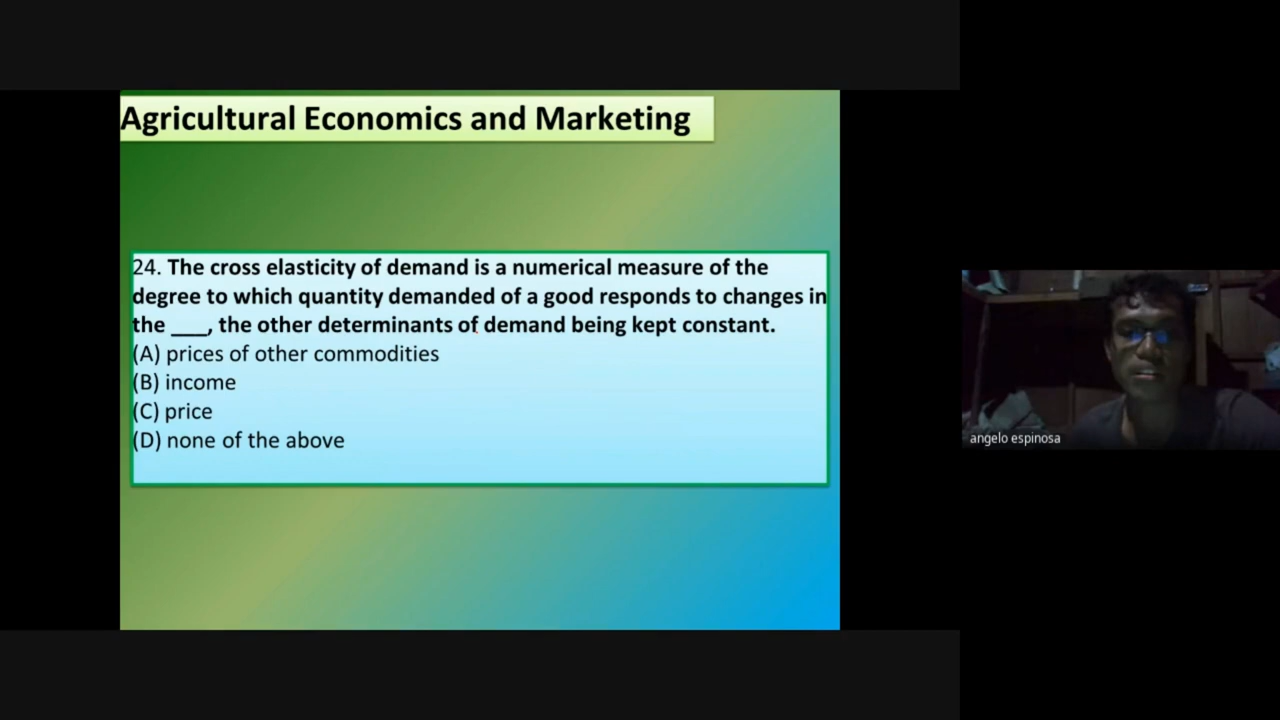 Agricultural Economics and Marketing
24. The cross elasticity of demand is a numerical measure of the
degree to which quantity demanded of a good responds to changes in
the ___, the other determinants of demand being kept constant.
(A) prices of other commodities
(B) income
(C) price
(D) none of the above
angelo espinosa